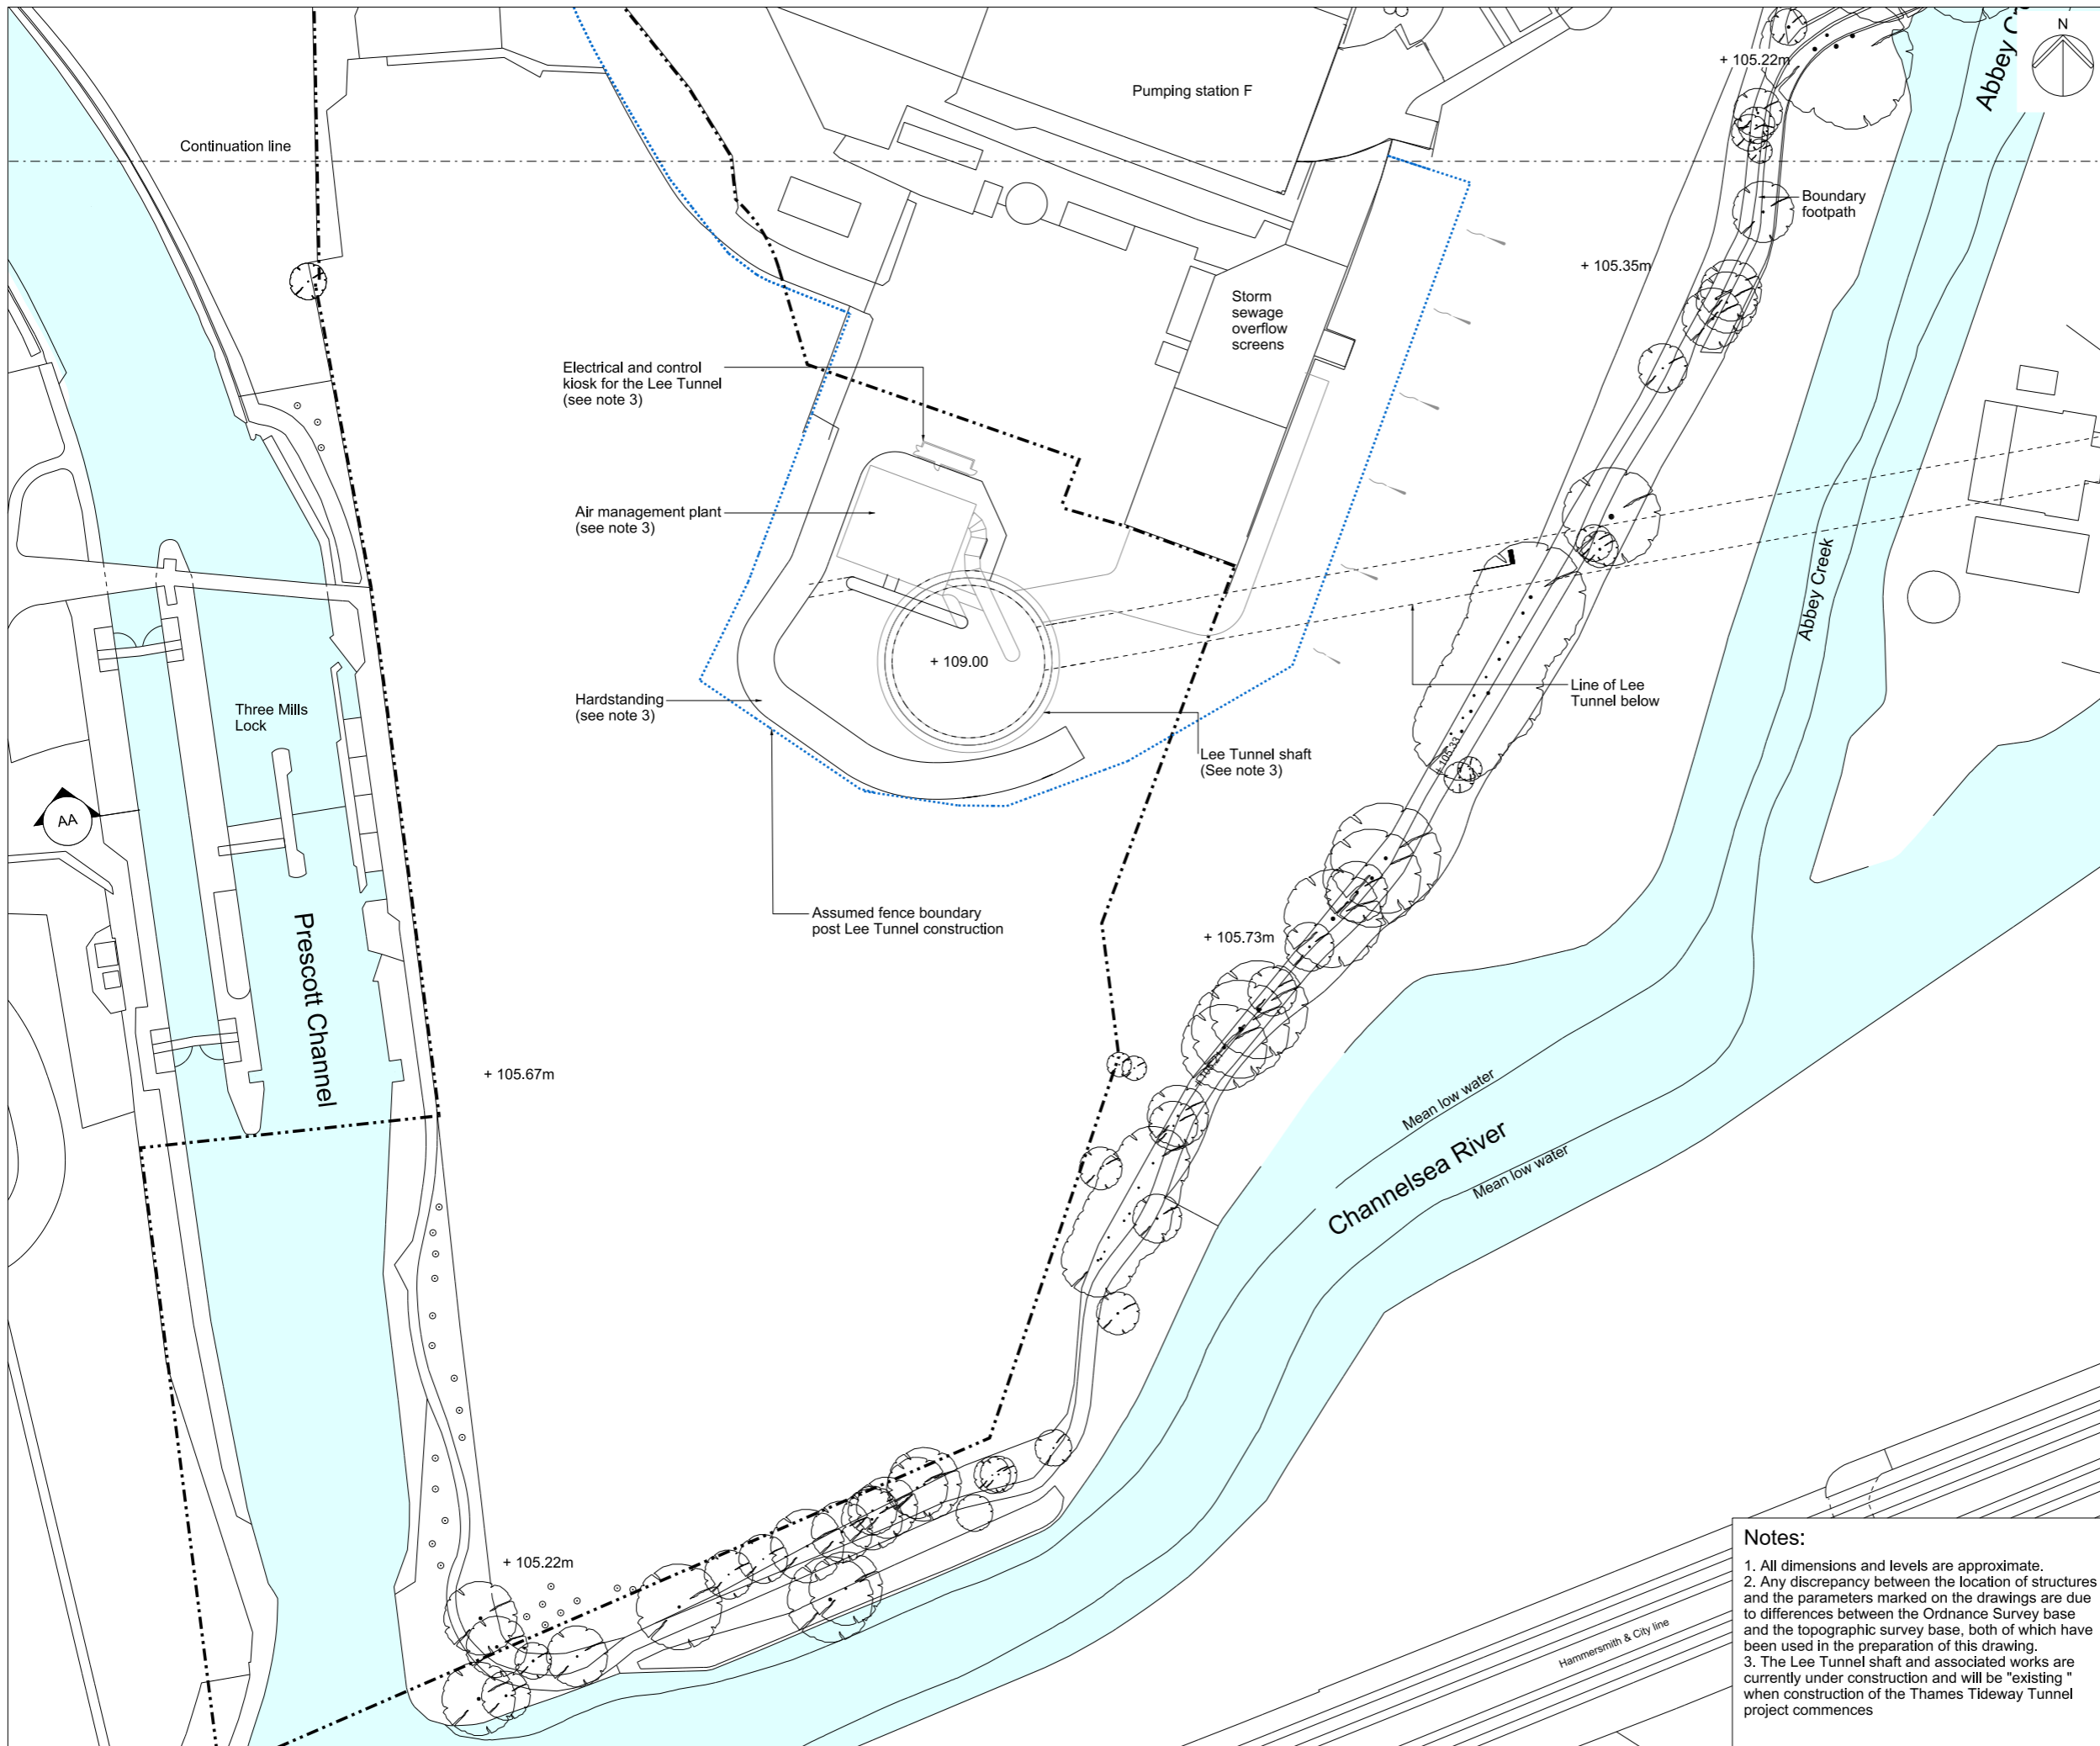 N
Abbey
+ 105.22m
Pumping station F
Continuation line
Boundary
footpath
+ 105.35m
Storm
sewage
overflow
screens
Electrical and control
kiosk for the Lee Tunnel
(see note 3)
Air management plant
(see note 3)
Abbey Creek
+ 109.00
Hardstanding
(see note 3)
Line of Lee
Tunnel below
Three Mills
Lock
Lee Tunnel shaft
(See note 3)
+ 105.33
AA
Assumed fence boundary
post Lee Tunnel construction
+ 105.73m
Prescott Channel
+ 105.67m
Mean low water
Channelsea River
Mean low water
+ 105.22m
Hammersmith & City line
Notes:
1. All dimensions and levels are approximate.
2. Any discrepancy between the location of structures
and the parameters marked on the drawings are due
to differences between the Ordnance Survey base
and the topographic survey base, both of which have
been used in the preparation of this drawing.
3. The Lee Tunnel shaft and associated works are
currently under construction and will be "existing "
when construction of the Thames Tideway Tunnel
project commences